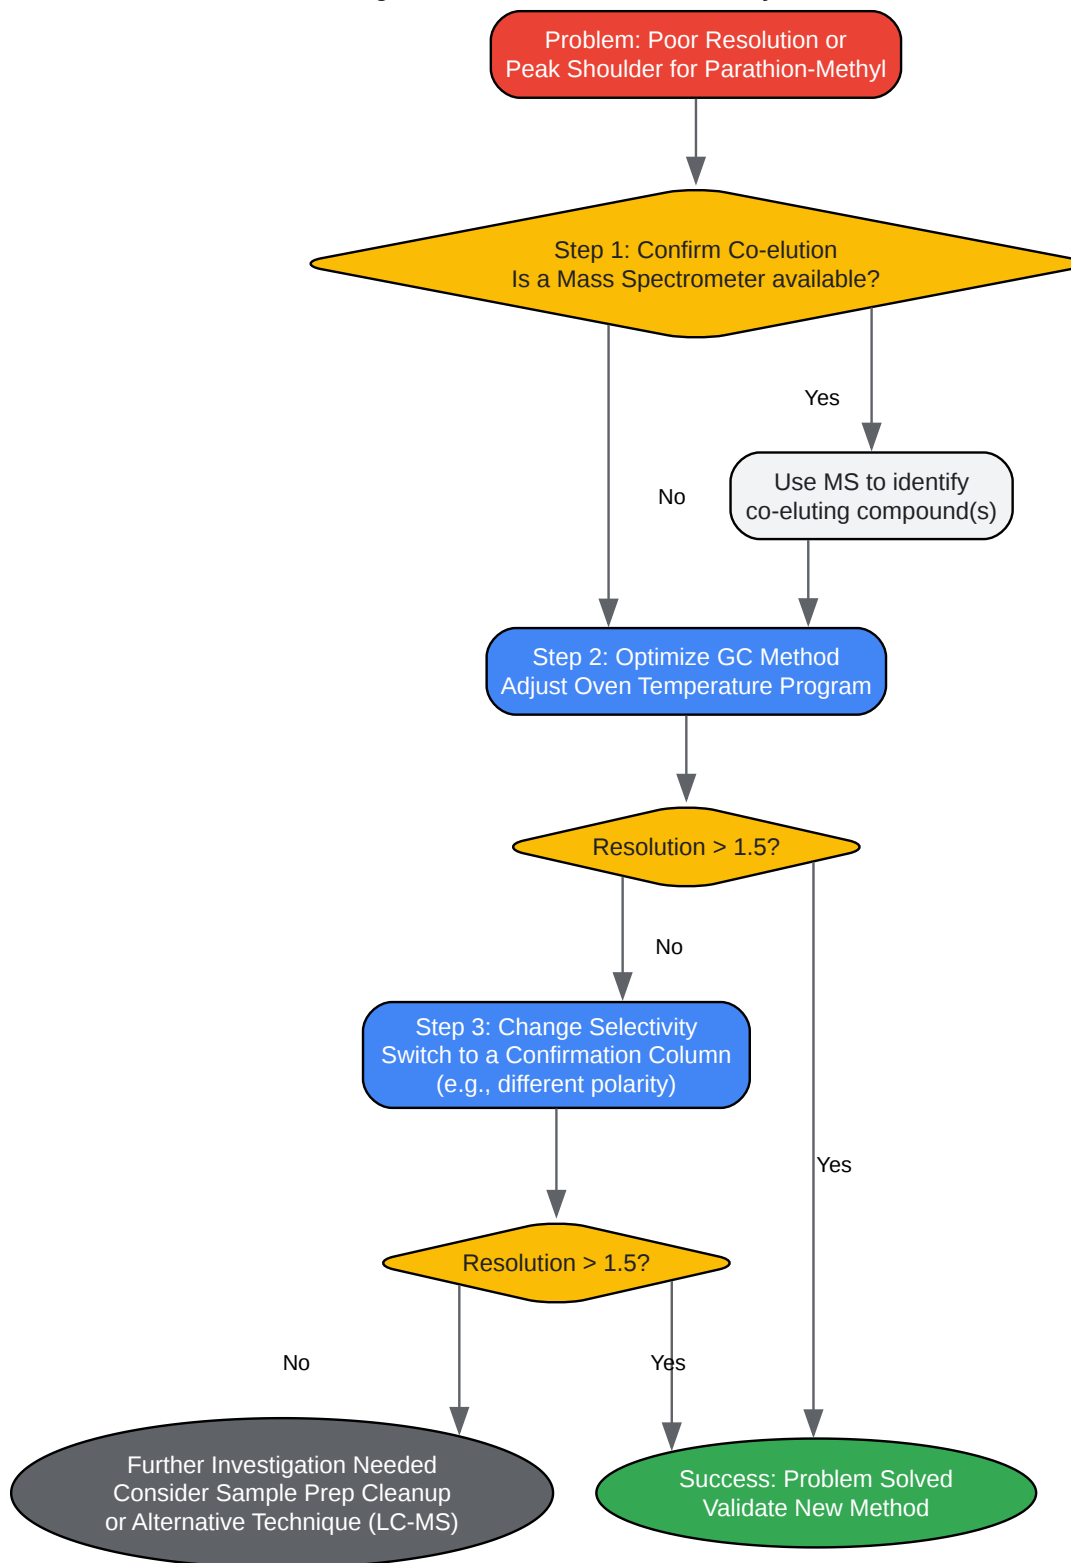 Problem: Poor Resolution or
Peak Shoulder for Parathion-Methyl
Step 1: Confirm Co-elution
Is a Mass Spectrometer available?
Yes
No
Use MS to identify
co-eluting compound(s)
Step 2: Optimize GC Method
Adjust Oven Temperature Program
Resolution > 1.5?
No
Step 3: Change Selectivity
Switch to a Confirmation Column
(e.g., different polarity)
Yes
Resolution > 1.5?
No
Yes
Further Investigation Needed
Consider Sample Prep Cleanup
or Alternative Technique (LC-MS)
Success: Problem Solved
Validate New Method